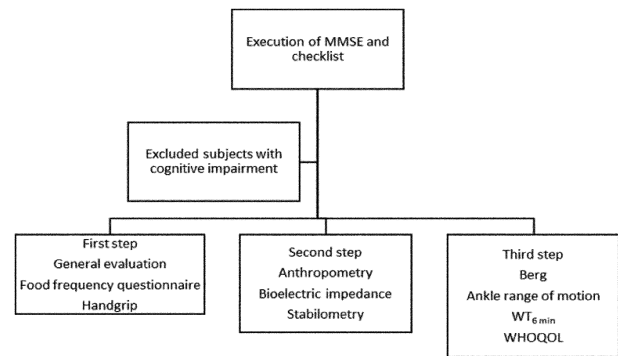 Execution of MMSE and
checklist
Excluded subjects with
cognitive impairment
First step
General evaluation
Food frequency questionnaire
Handgrip
Second step
Anthropometry
Bioelectric impedance
Stabilometry
Third step
Berg
Ankle range of motion
WT6 min
WHOQOL